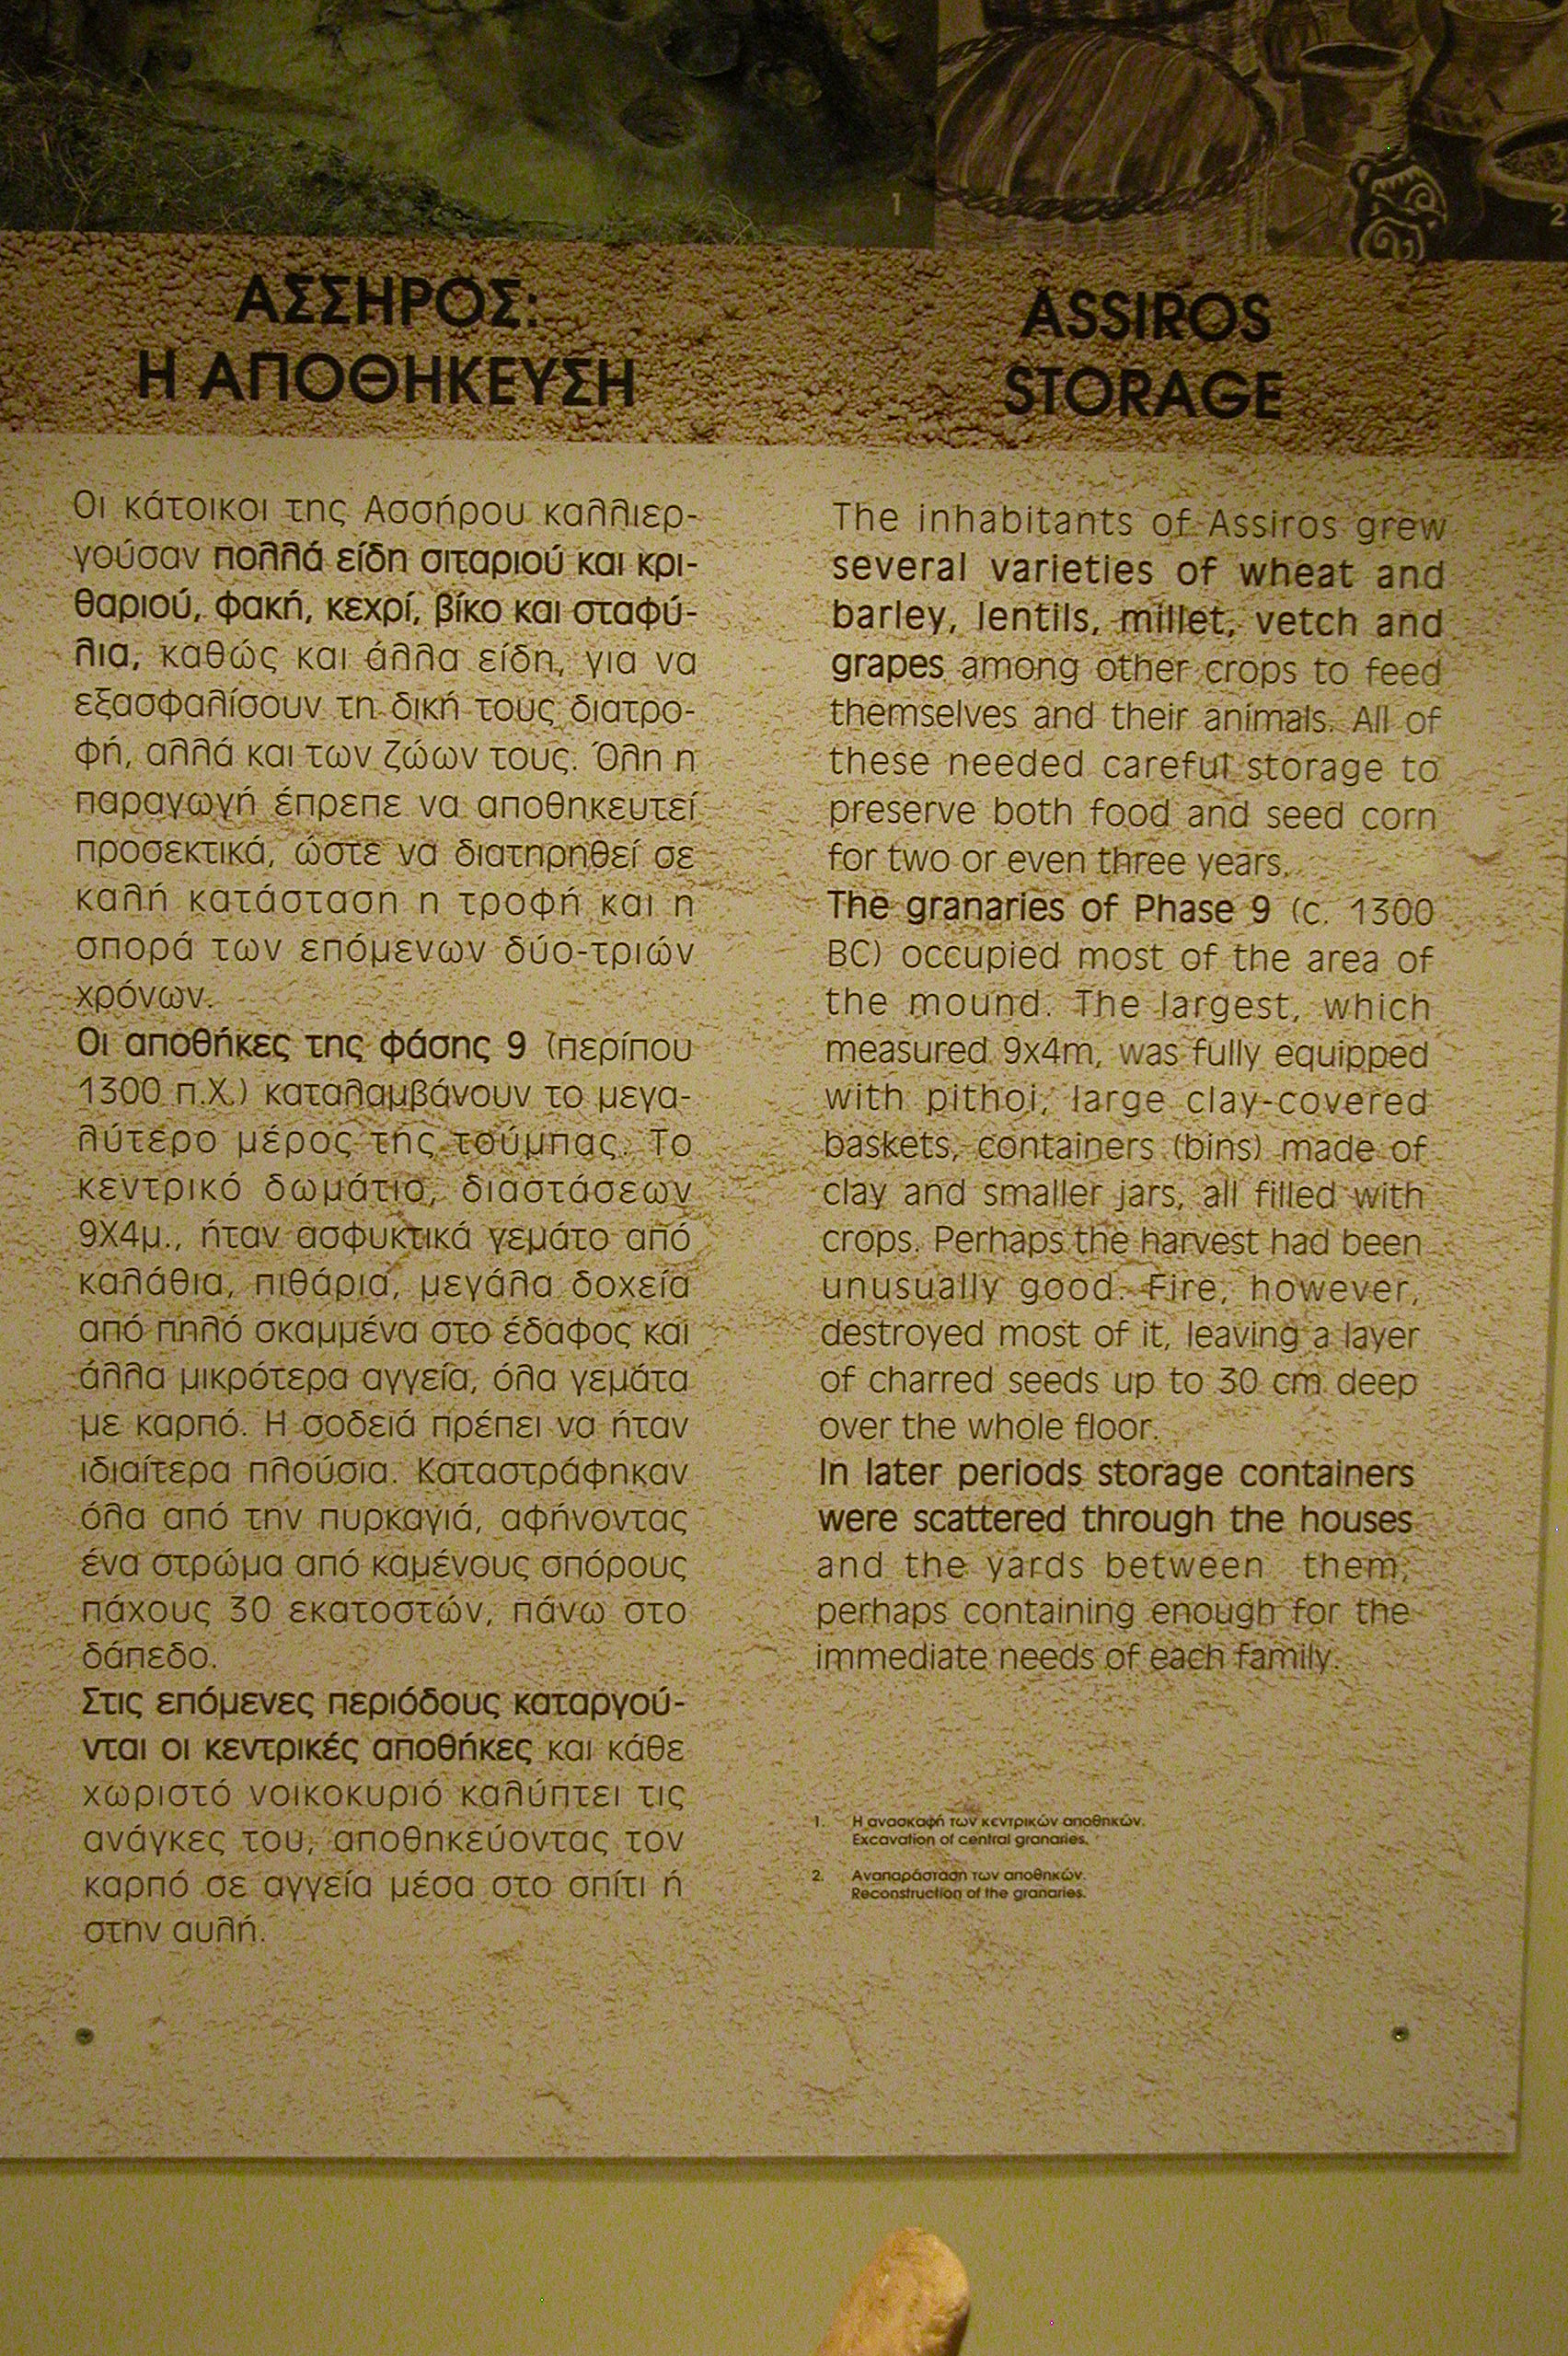 1
2
ΑΣΣΗΡΟΣ:
Η ΑΠΟΘΗΚΕΥΣΗ
Οι κάτοικοι της Ασσήρου καλλιερ-
γούσαν πολλά είδη σιταριού και κρι-
θαριού, φακή, κεχρί, βίκο και σταφύ-
λια, καθώς και άλλα είδη, για να
εξασφαλίσουν τη δική τους διατρο-
φή, αλλά και των ζώων τους. Όλη η
παραγωγή έπρεπε να αποθηκευτεί
προσεκτικά, ώστε να διατηρηθεί σε
καλή κατάσταση η τροφή και η
σπορά των επόμενων δύο-τριών
χρόνων.
Οι αποθήκες της φάσης 9 (περίπου
1300 π.Χ.) καταλαμβάνουν το μεγα-
λύτερο μέρος της τούμπας. Το
κεντρικό δωμάτιο, διαστάσεων
9Χ4μ., ήταν ασφυκτικά γεμάτο από
καλάθια, πιθάρια, μεγάλα δοχεία
από πηλό σκαμμένα στο έδαφος και
άλλα μικρότερα αγγεία, όλα γεμάτα
με καρπό. Η σοδειά πρέπει να ήταν
ιδιαίτερα πλούσια. Καταστράφηκαν
όλα από την πυρκαγιά, αφήνοντας
ένα στρώμα από καμένους σπόρους
πάχους 30 εκατοστών, πάνω στο
δάπεδο.
Στις επόμενες περιόδους καταργού-
νται οι κεντρικές αποθήκες και κάθε
χωριστό νοικοκυριό καλύπτει τις
ανάγκες του, αποθηκεύοντας τον
καρπό σε αγγεία μέσα στο σπίτι ή
στην αυλή.
ASSIROS
STORAGE
The inhabitants of Assiros grew
several varieties of wheat and
barley, lentils, millet, vetch and
grapes among other crops to feed
themselves and their animals. All of
these needed careful storage to
preserve both food and seed corn
for two or even three years.
The granaries of Phase 9 (c. 1300
BC) occupied most of the area of
the mound. The largest, which
measured 9x4m, was fully equipped
with pithoi, large clay-covered
baskets, containers (bins) made of
clay and smaller jars, all filled with
crops. Perhaps the harvest had been
unusually good. Fire, however,
destroyed most of it, leaving a layer
of charred seeds up to 30 cm deep
over the whole floor.
In later periods storage containers
were scattered through the houses
and the yards between them,
perhaps containing enough for the
immediate needs of each family.
1. Η ανασκαφή των κεντρικών αποθηκών.
Excavation of central granaries.
2. Αναπαράσταση των αποθηκών.
Reconstruction of the granaries.